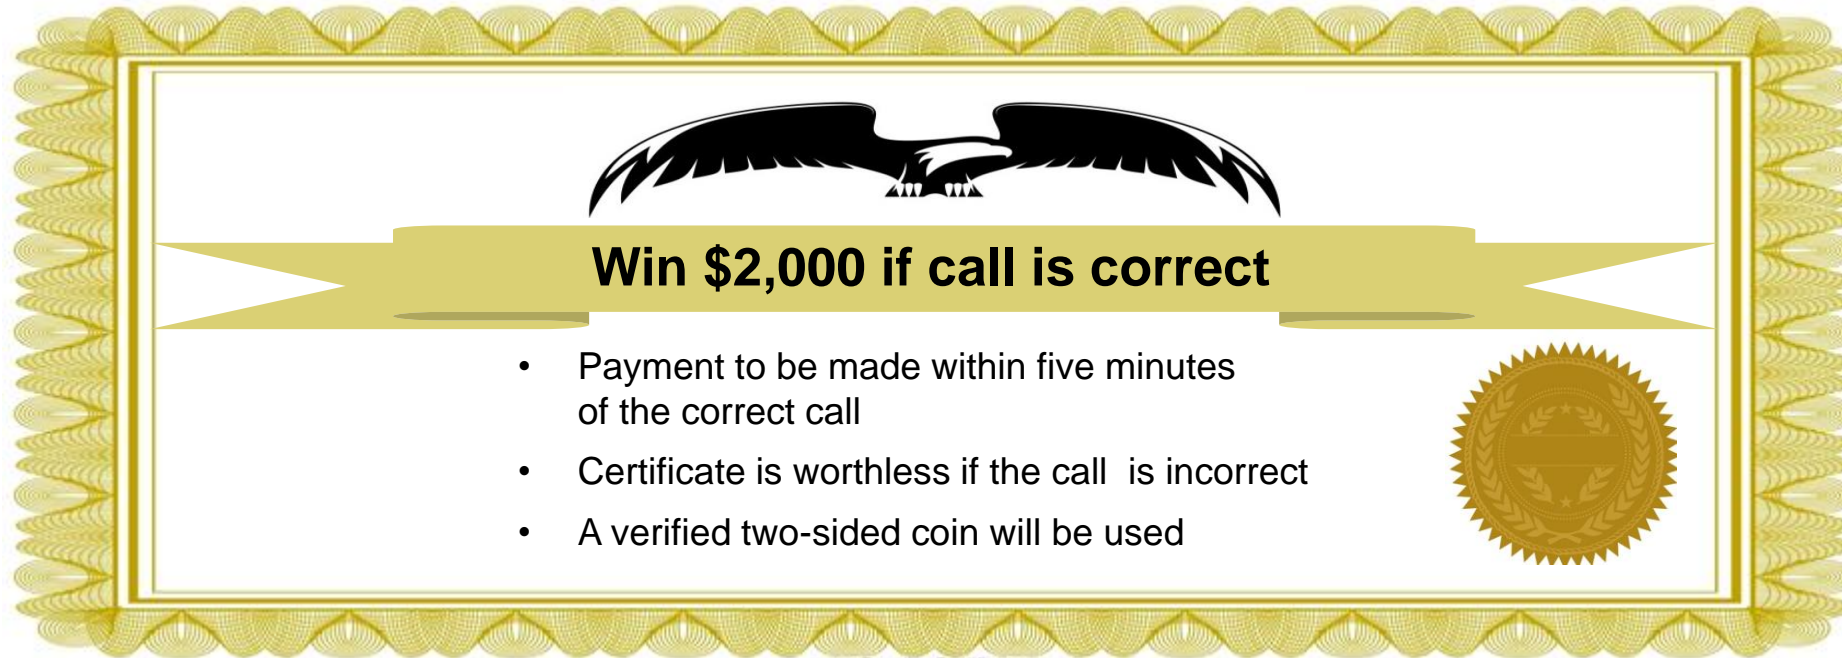 Win $2,000 if call is correct
• Payment to be made within five minutes
of the correct call
• Certificate is worthless if the call  is incorrect
• A verified two-sided coin will be used